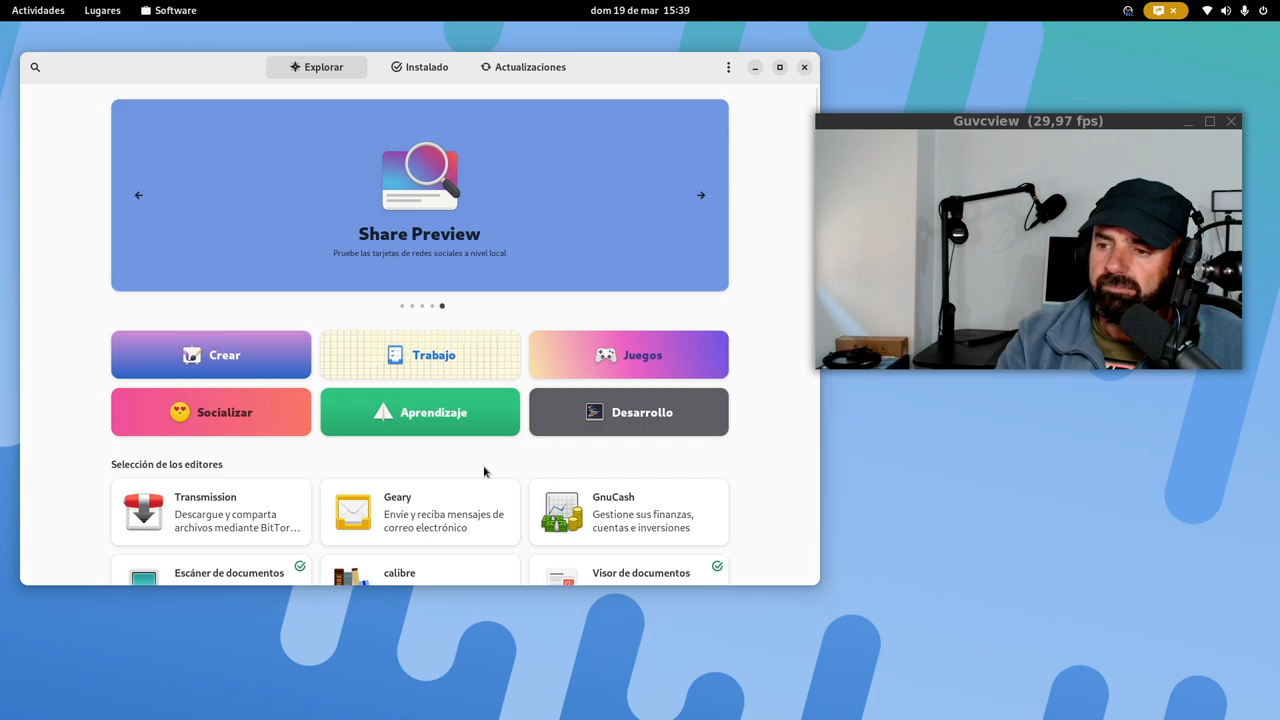 Actividades Lugares Software dom 19 de mar 15:39
Explorar Instalado Actualizaciones
Guvcview (29,97 fps)
Share Preview
Pruebe las tarjetas de redes sociales a nivel local
Crear Trabajo Juegos
Socializar Aprendizaje Desarrollo
Selección de los editores
Transmission
Descargue y comparta
archivos mediante BitTor...
Geary
Envíe y reciba mensajes de
correo electrónico
GnuCash
Gestione sus finanzas,
cuentas e inversiones
Escáner de documentos
calibre
Visor de documentos